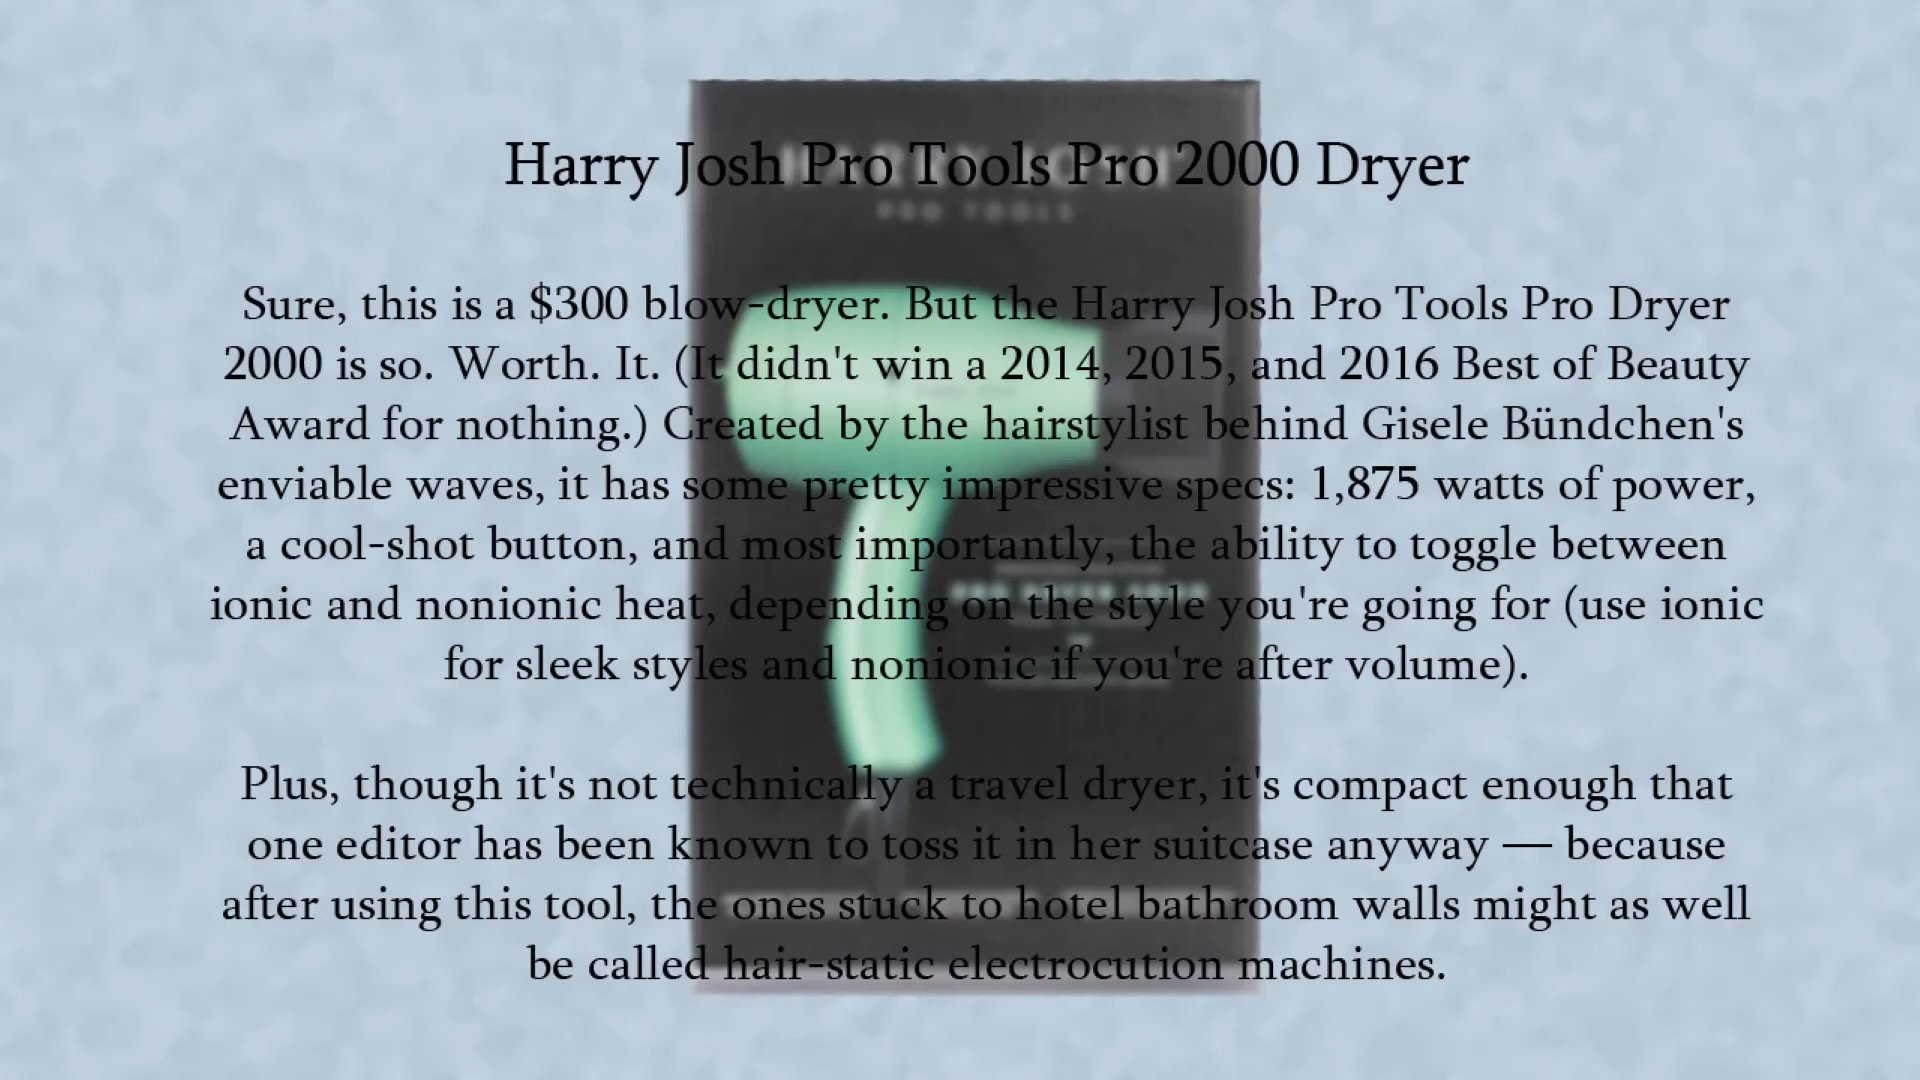 Harry Josh Pro Tools Pro 2000 Dryer
PRO TOOLS
Sure, this is a $300 blow-dryer. But the Harry Josh Pro Tools Pro Dryer
2000 is so. Worth. It. (It didn't win a 2014, 2015, and 2016 Best of Beauty
Award for nothing.) Created by the hairstylist behind Gisele Bündchen's
enviable waves, it has some pretty impressive specs: 1,875 watts of power,
a cool-shot button, and most importantly, the ability to toggle between
ionic and nonionic heat, depending on the style you're going for (use ionic
for sleek styles and nonionic if you're after volume).
Plus, though it's not technically a travel dryer, it's compact enough that
one editor has been known to toss it in her suitcase anyway — because
after using this tool, the ones stuck to hotel bathroom walls might as well
be called hair-static electrocution machines.